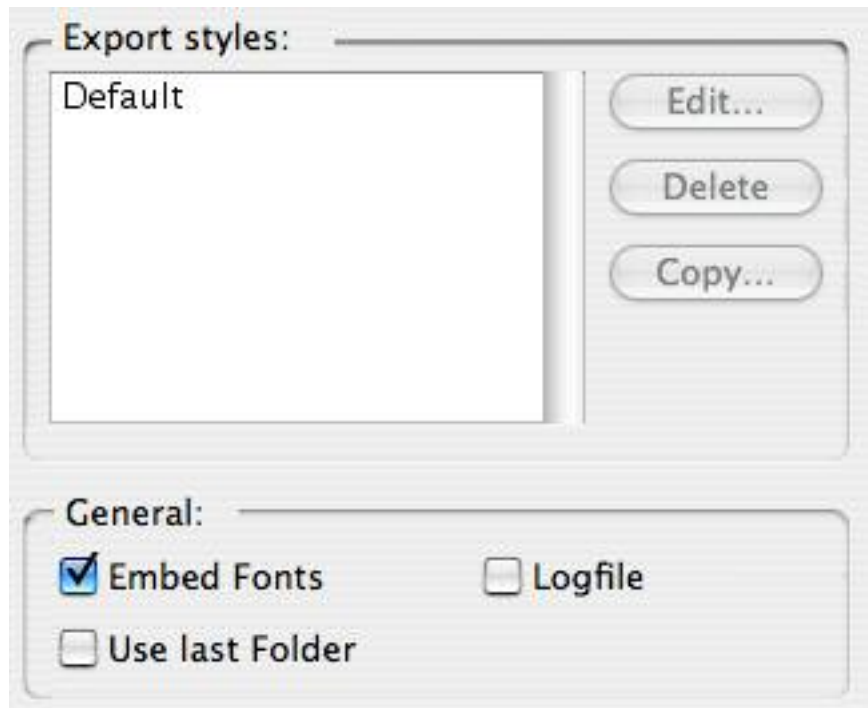 Export styles:
Default
Edit...
Delete
Copy...
General:
Embed Fonts
Logfile
Use last Folder